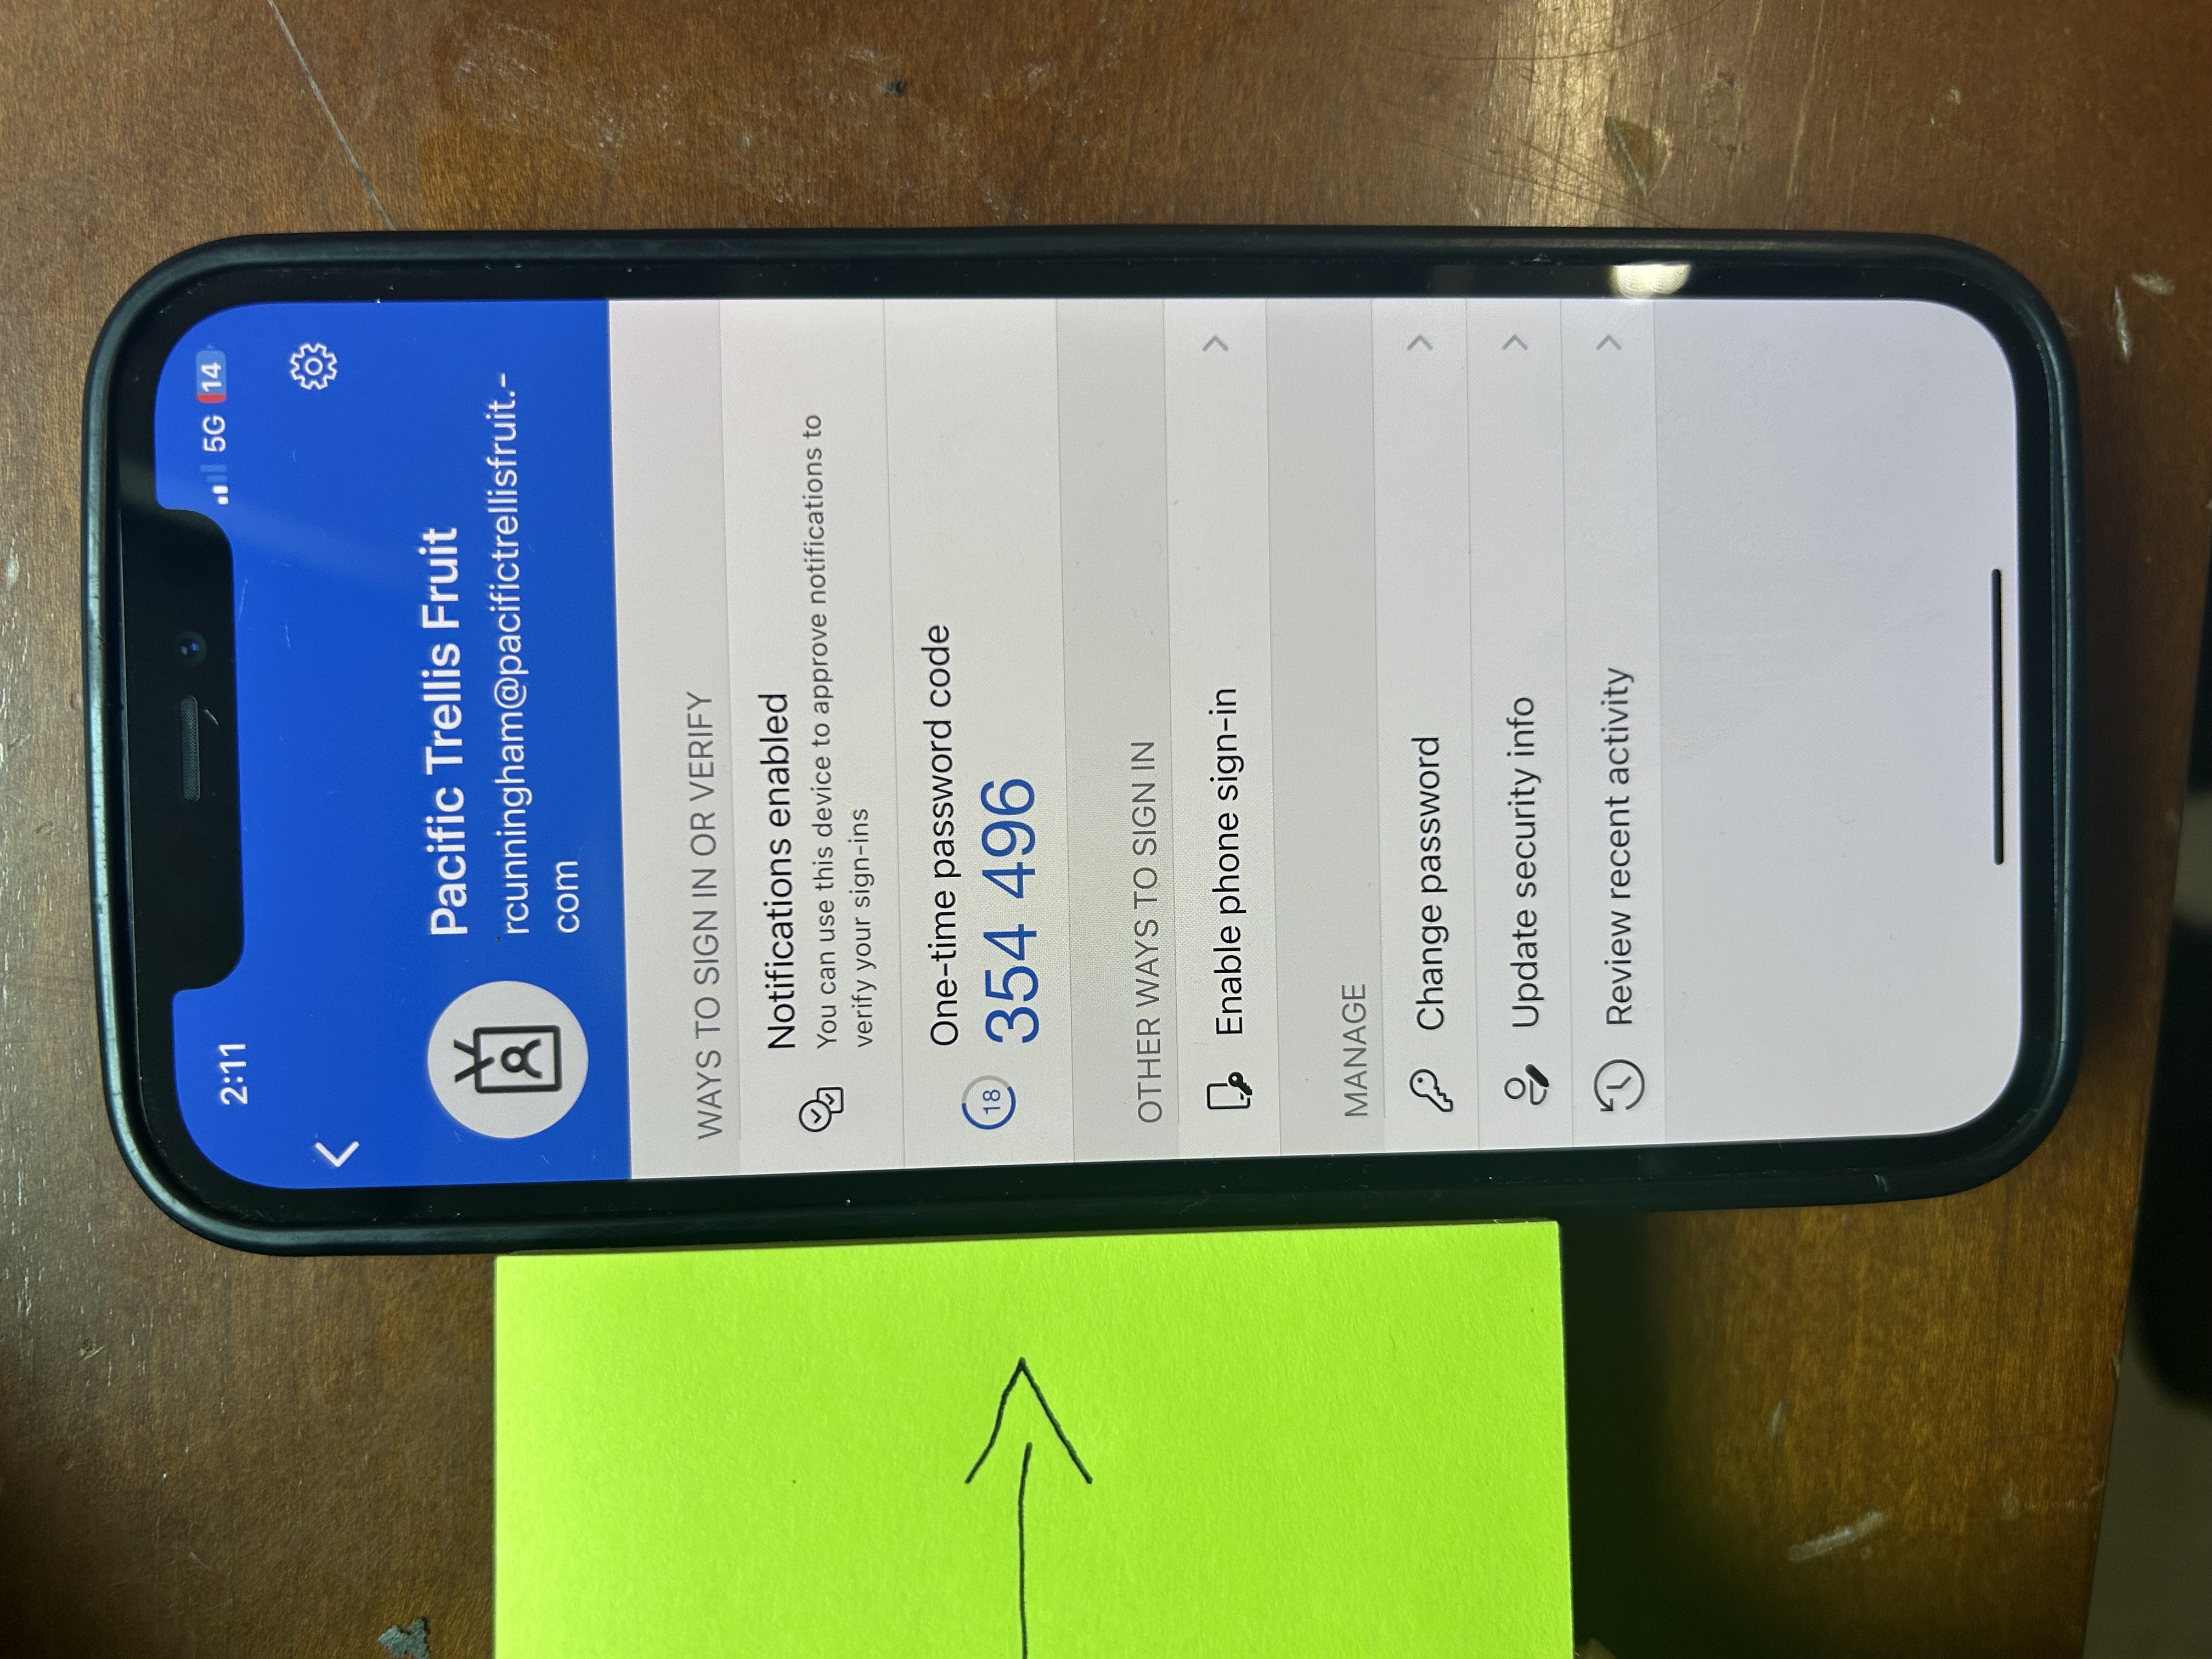 2:11
5G 14
Pacific Trellis Fruit
rcunningham@pacifictrellisfruit.-
com
WAYS TO SIGN IN OR VERIFY
Notifications enabled
You can use this device to approve notifications to
verify your sign-ins
One-time password code
18
354 496
OTHER WAYS TO SIGN IN
Enable phone sign-in
MANAGE
Change password
Update security info
Review recent activity